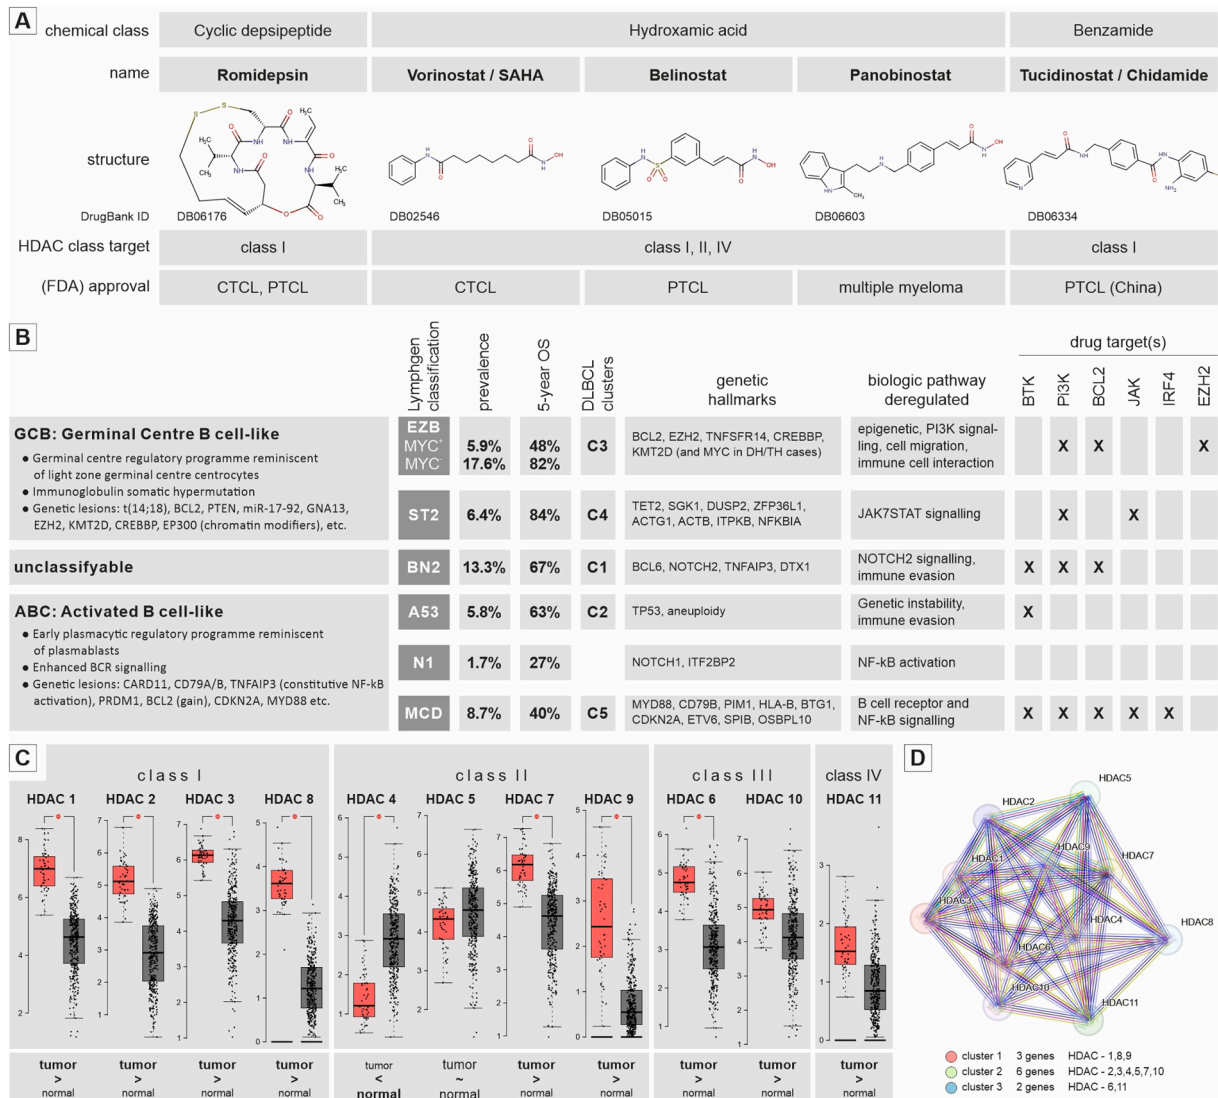 A
chemical class Cyclic depsipeptide Hydroxamic acid Benzamide
name Romidepsin Vorinostat / SAHA Belinostat Panobinostat Tucidinostat / Chidamide
structure
DrugBank ID DB06176 DB02546 DB05015 DB06603 DB06334
HDAC class target class I class I, II, IV class I
(FDA) approval CTCL, PTCL CTCL PTCL multiple myeloma PTCL (China)
B
Lymphgen classification prevalence 5-year OS DLBCL clusters genetic hallmarks biologic pathway deregulated drug target(s)
BTK Pi3K BCL2 JAK IRF4 EZH2
GCB: Germinal Centre B cell-like
● Germinal centre regulatory programme reminiscent
of light zone germinal centre centrocytes
● Immunoglobulin somatic hypermutation
● Genetic lesions: t(14;18), BCL2, PTEN, miR-17-92, GNA13,
EZH2, KMT2D, CREBBP, EP300 (chromatin modifiers), etc.
EZB
MYC+ 5.9% 48%
MYC- 17.6% 82%
C3
BCL2, EZH2, TNFSFR14, CREBBP,
KMT2D (and MYC in DH/TH cases)
epigenetic, PI3K signal-
ling, cell migration,
immune cell interaction
X X X
ST2 6.4% 84% C4
TET2, SGK1, DUSP2, ZFP36L1,
ACTG1, ACTB, ITPKB, NFKBIA
JAK7STAT signalling
X X
unclassifyable
BN2 13.3% 67% C1
BCL6, NOTCH2, TNFAIP3, DTX1
NOTCH2 signalling,
immune evasion
X X X
ABC: Activated B cell-like
● Early plasmacytic regulatory programme reminiscent
of plasmablasts
● Enhanced BCR signalling
● Genetic lesions: CARD11, CD79A/B, TNFAIP3 (constitutive NF-kB
activation), PRDM1, BCL2 (gain), CDKN2A, MYD88 etc.
A53 5.8% 63% C2
TP53, aneuploidy
Genetic instability,
immune evasion
X
N1 1.7% 27%
NOTCH1, ITF2BP2
NF-kB activation
MCD 8.7% 40% C5
MYD88, CD79B, PIM1, HLA-B, BTG1,
CDKN2A, ETV6, SPIB, OSBPL10
B cell receptor and
NF-kB signalling
X X X X X
C
class I class II class III class IV
HDAC 1 HDAC 2 HDAC 3 HDAC 8 HDAC 4 HDAC 5 HDAC 7 HDAC 9 HDAC 6 HDAC 10 HDAC 11
tumor tumor tumor tumor tumor tumor tumor tumor tumor tumor tumor
> > > > < ~ > > > > >
normal normal normal normal normal normal normal normal normal normal normal
D
HDAC5
HDAC2
HDAC9
HDAC7
HDAC1
HDAC3
HDAC4
HDAC8
HDAC6
HDAC10
HDAC11
cluster 1 3 genes HDAC - 1,8,9
cluster 2 6 genes HDAC - 2,3,4,5,7,10
cluster 3 2 genes HDAC - 6,11